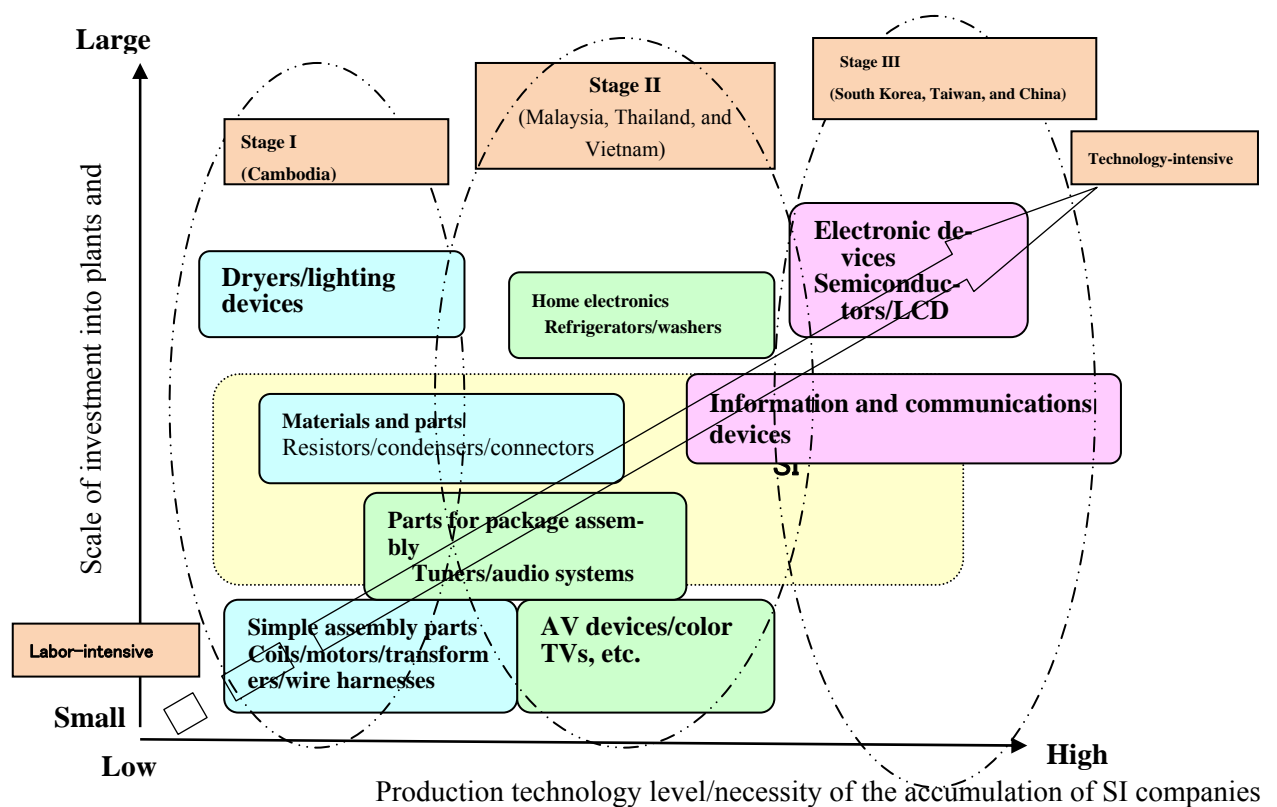 Large
Stage III
(South Korea, Taiwan, and China)
Stage II
(Malaysia, Thailand, and
Vietnam)
Stage I
(Cambodia)
Technology-intensive
Scale of investment into plants and
Electronic de-
vices
Semiconduc-
tors/LCD
Dryers/lighting
devices
Home electronics
Refrigerators/washers
Information and communications
devices
Materials and parts
Resistors/condensers/connectors
SI
Parts for package assem-
bly
Tuners/audio systems
Simple assembly parts
Coils/motors/transform
ers/wire harnesses
AV devices/color
TVs, etc.
Labor-intensive
Small
Low
High
Production technology level/necessity of the accumulation of SI companies